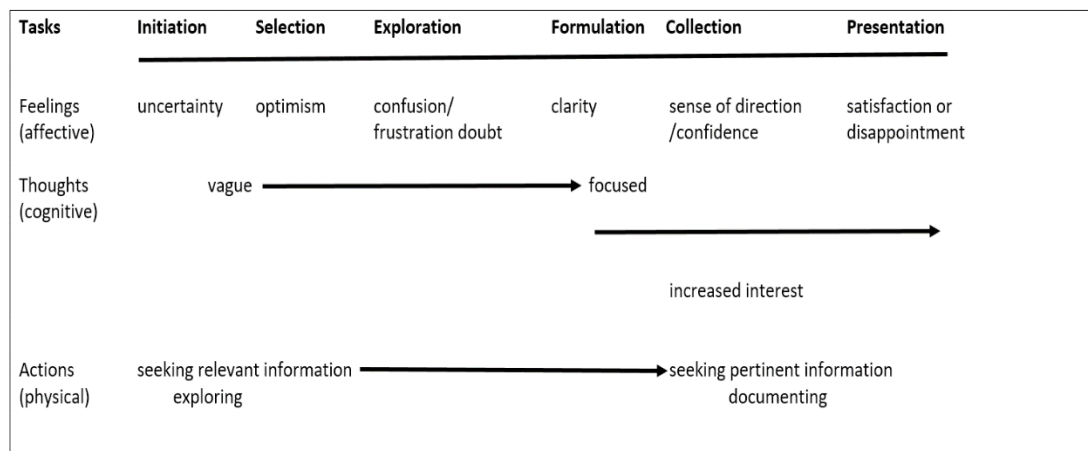 Tasks Initiation Selection Exploration Formulation Collection Presentation
Feelings uncertainty optimism confusion/ clarity sense of direction satisfaction or
(affective) frustration doubt /confidence disappointment
Thoughts vague focused
(cognitive)
increased interest
Actions seeking relevant information seeking pertinent information
(physical) exploring documenting